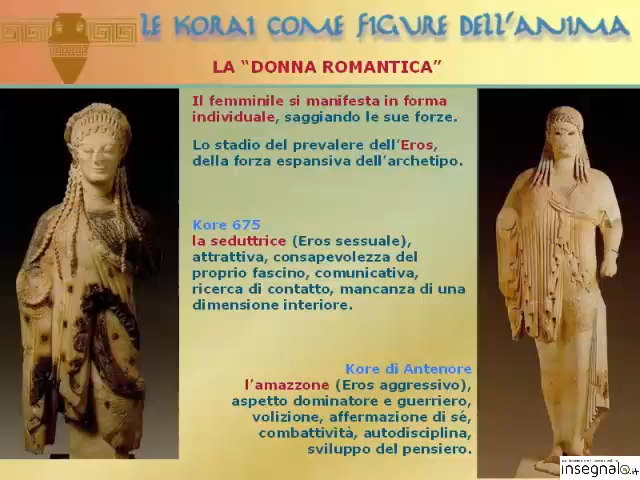 LE KORAI COME FIGURE DELL'ANIMA
LA "DONNA ROMANTICA"
Il femminile si manifesta in forma
individuale, saggiando le sue forze.
Lo stadio del prevalere dell'Eros,
della forza espansiva dell'archetipo.
Kore 675
la seduttrice (Eros sessuale),
attrattiva, consapevolezza del
proprio fascino, comunicativa,
ricerca di contatto, mancanza di una
dimensione interiore.
Kore di Antenore
l'amazzone (Eros aggressivo),
aspetto dominatore e guerriero,
volizione, affermazione di sé,
combattività, autodisciplina,
sviluppo del pensiero.
insegnalo.it